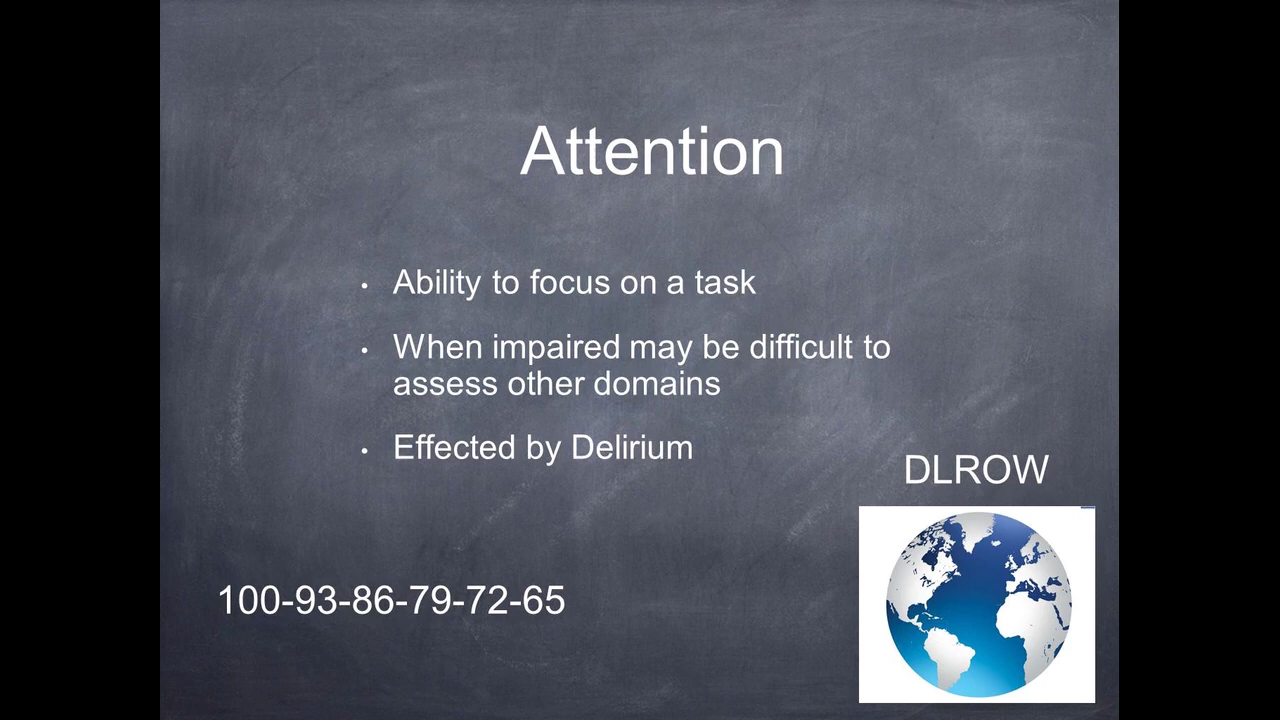 Attention
• Ability to focus on a task
• When impaired may be difficult to
assess other domains
• Effected by Delirium
DLROW
100-93-86-79-72-65